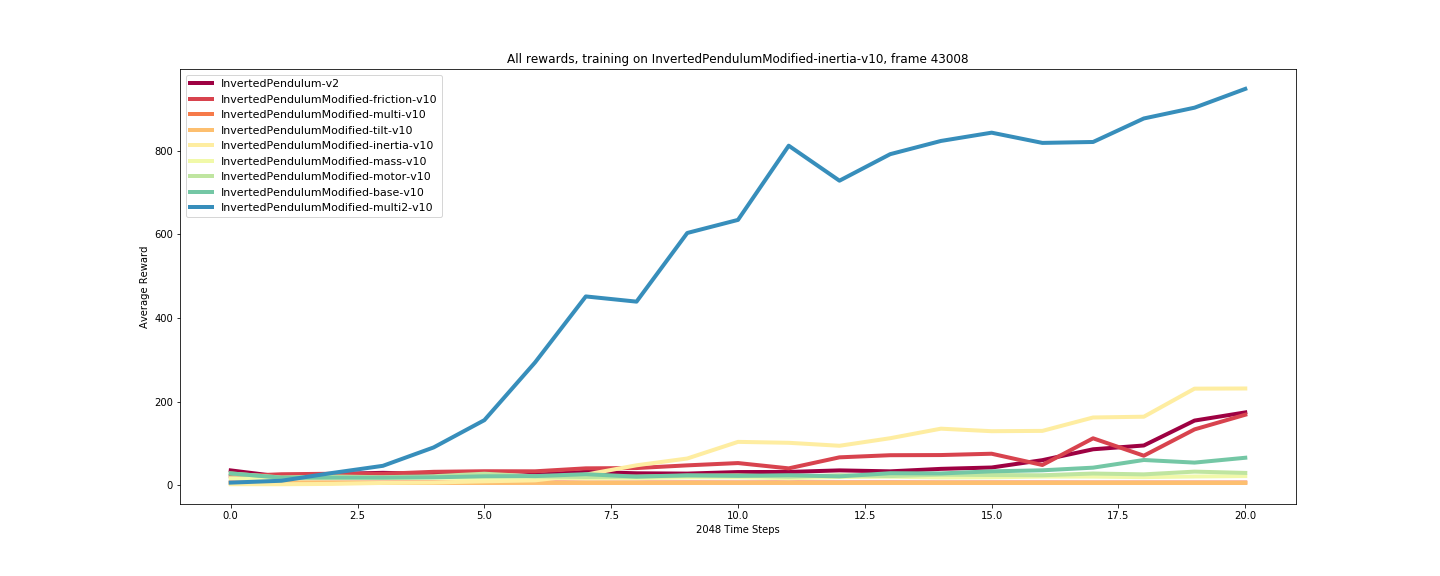 All rewards, training on InvertedPendulumModified-inertia-v10, frame 43008
InvertedPendulum-v2
InvertedPendulumModified-friction-v10
InvertedPendulumModified-multi-v10
InvertedPendulumModified-tilt-v10
InvertedPendulumModified-inertia-v10
InvertedPendulumModified-mass-v10
InvertedPendulumModified-motor-v10
InvertedPendulumModified-base-v10
InvertedPendulumModified-multi2-v10
Average Reward
800
600
400
200
0
0.0 2.5 5.0 7.5 10.0 12.5 15.0 17.5 20.0
2048 Time Steps